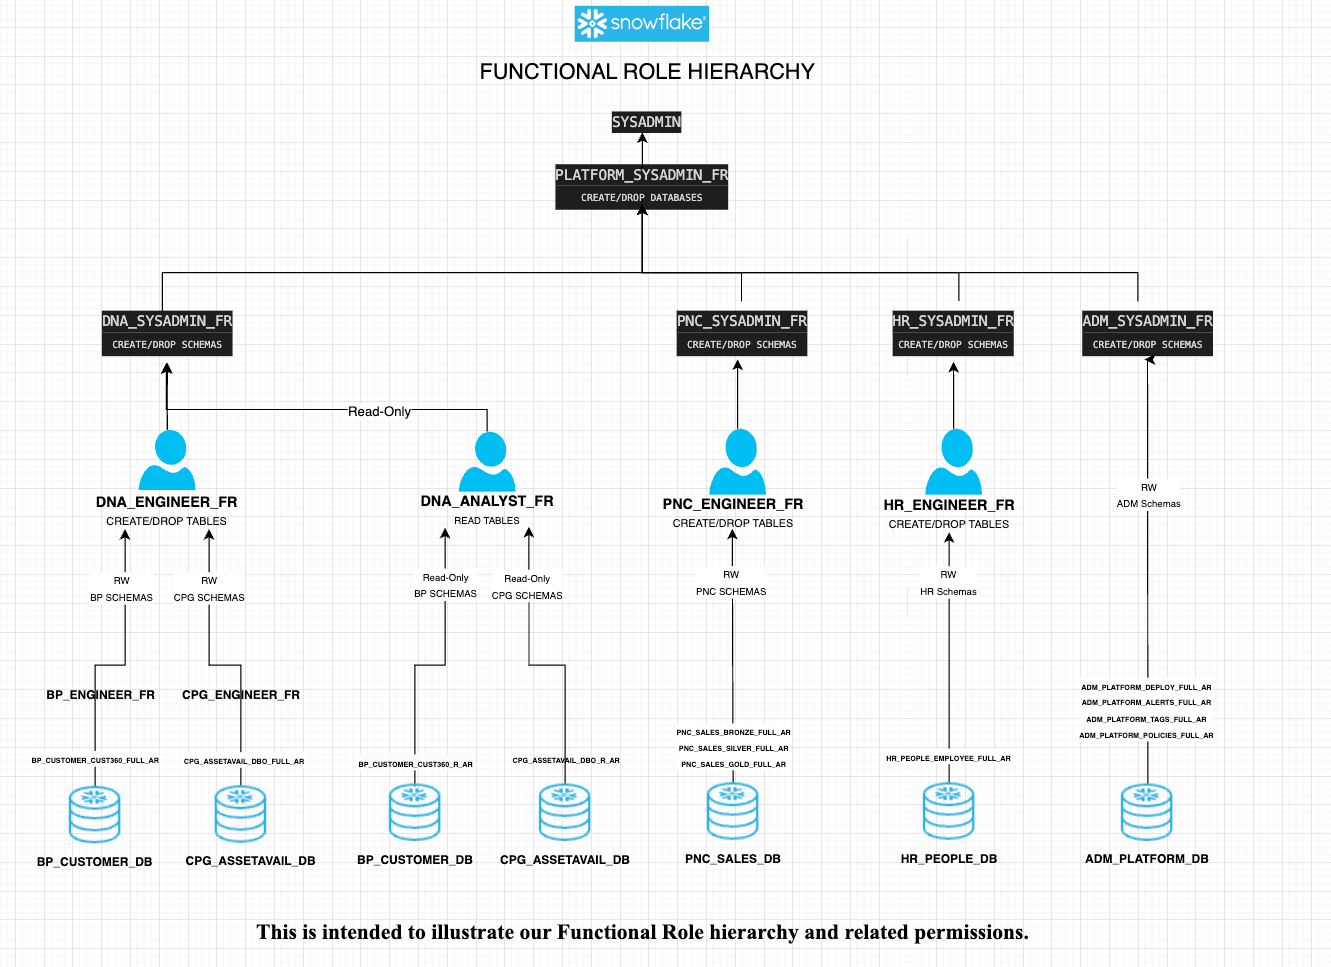 snowflake®
FUNCTIONAL ROLE HIERARCHY
SYSADMIN
PLATFORM_SYSADMIN_FR
CREATE/DROP DATABASES
DNA_SYSADMIN_FR
CREATE/DROP SCHEMAS
PNC_SYSADMIN_FR
CREATE/DROP SCHEMAS
HR_SYSADMIN_FR
CREATE/DROP SCHEMAS
ADM_SYSADMIN_FR
CREATE/DROP SCHEMAS
Read-Only
DNA_ENGINEER_FR
CREATE/DROP TABLES
DNA_ANALYST_FR
READ TABLES
PNC_ENGINEER_FR
CREATE/DROP TABLES
HR_ENGINEER_FR
CREATE/DROP TABLES
RW
ADM Schemas
RW
BP SCHEMAS
RW
CPG SCHEMAS
Read-Only
BP SCHEMAS
Read-Only
CPG SCHEMAS
RW
PNC SCHEMAS
RW
HR Schemas
BP_ENGINEER_FR
CPG_ENGINEER_FR
BP_CUSTOMER_CUST360_FULL_AR
CPG_ASSETAVAIL_DBO_FULL_AR
BP_CUSTOMER_CUST360_R_AR
CPG_ASSETAVAIL_DBO_R_AR
PNC_SALES_BRONZE_FULL_AR
PNC_SALES_SILVER_FULL_AR
PNC_SALES_GOLD_FULL_AR
HR_PEOPLE_EMPLOYEE_FULL_AR
ADM_PLATFORM_DEPLOY_FULL_AR
ADM_PLATFORM_ALERTS_FULL_AR
ADM_PLATFORM_TAGS_FULL_AR
ADM_PLATFORM_POLICIES_FULL_AR
BP_CUSTOMER_DB
CPG_ASSETAVAIL_DB
BP_CUSTOMER_DB
CPG_ASSETAVAIL_DB
PNC_SALES_DB
HR_PEOPLE_DB
ADM_PLATFORM_DB
This is intended to illustrate our Functional Role hierarchy and related permissions.